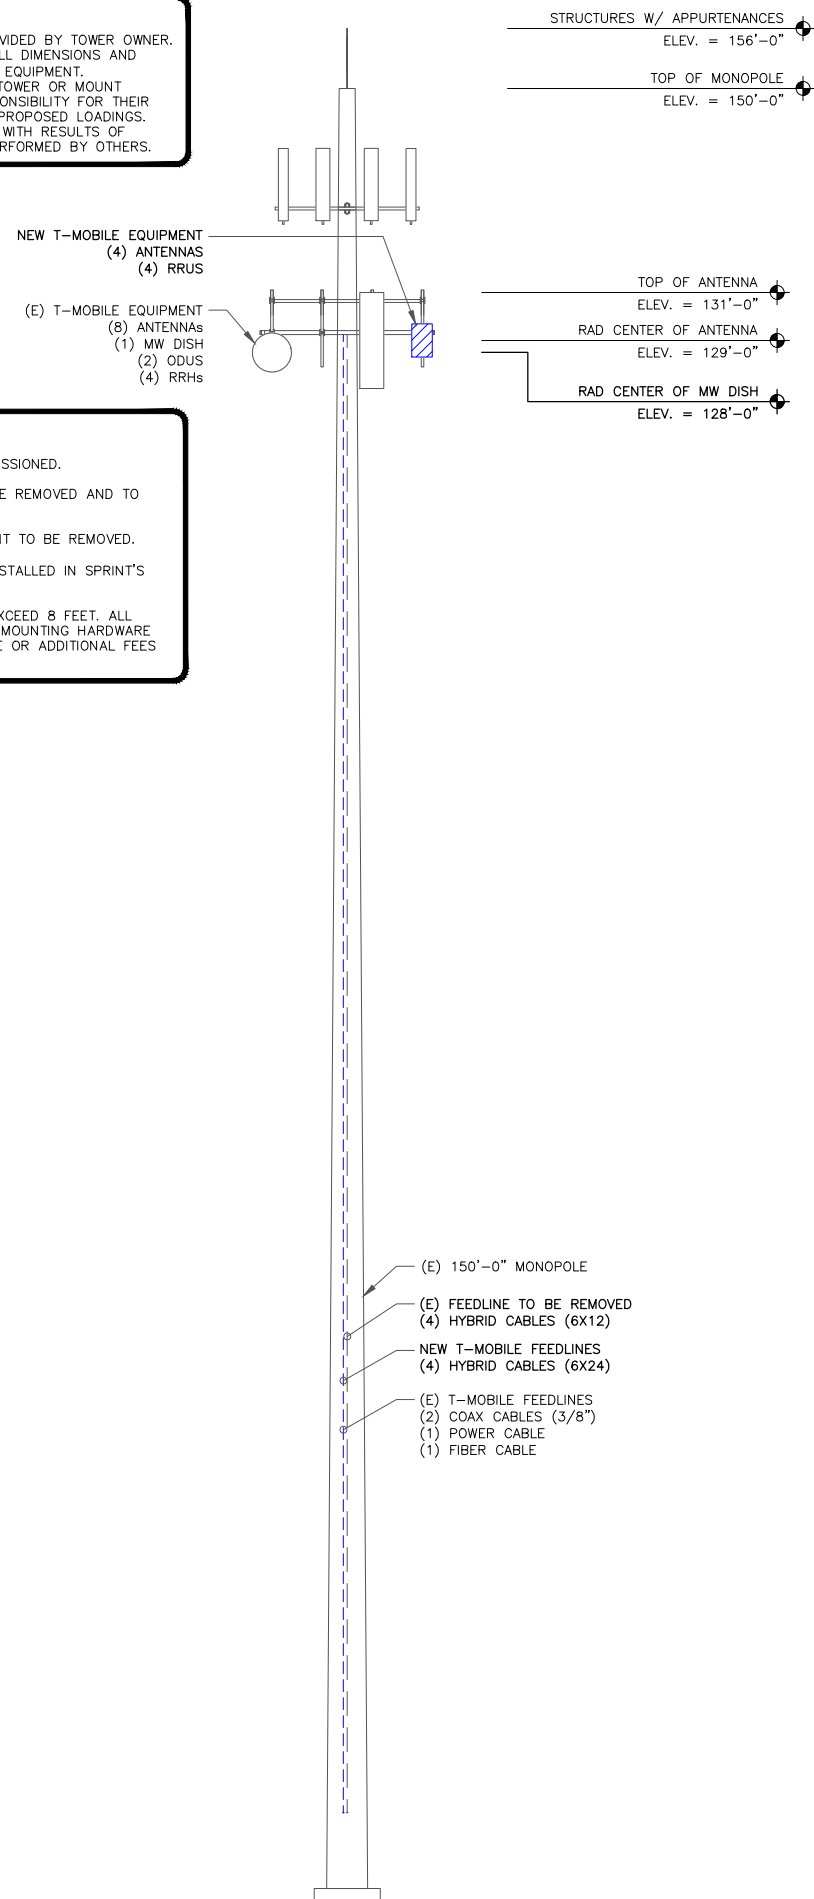 VIDED BY TOWER OWNER.
LL DIMENSIONS AND
EQUIPMENT.
TOWER OR MOUNT
ONSIBILITY FOR THEIR
PROPOSED LOADINGS.
WITH RESULTS OF
RFORMED BY OTHERS.
STRUCTURES W/ APPURTENANCES
ELEV. = 156'-0"
TOP OF MONOPOLE
ELEV. = 150'-0"
NEW T-MOBILE EQUIPMENT
(4) ANTENNAS
(4) RRUS
(E) T-MOBILE EQUIPMENT
(8) ANTENNAs
(1) MW DISH
(2) ODUS
(4) RRHs
TOP OF ANTENNA
ELEV. = 131'-0"
RAD CENTER OF ANTENNA
ELEV. = 129'-0"
RAD CENTER OF MW DISH
ELEV. = 128'-0"
SSIONED.
E REMOVED AND TO
NT TO BE REMOVED.
STALLED IN SPRINT'S
XCEED 8 FEET. ALL
MOUNTING HARDWARE
E OR ADDITIONAL FEES
(E) 150'-0" MONOPOLE
(E) FEEDLINE TO BE REMOVED
(4) HYBRID CABLES (6X12)
NEW T-MOBILE FEEDLINES
(4) HYBRID CABLES (6X24)
(E) T-MOBILE FEEDLINES
(2) COAX CABLES (3/8")
(1) POWER CABLE
(1) FIBER CABLE